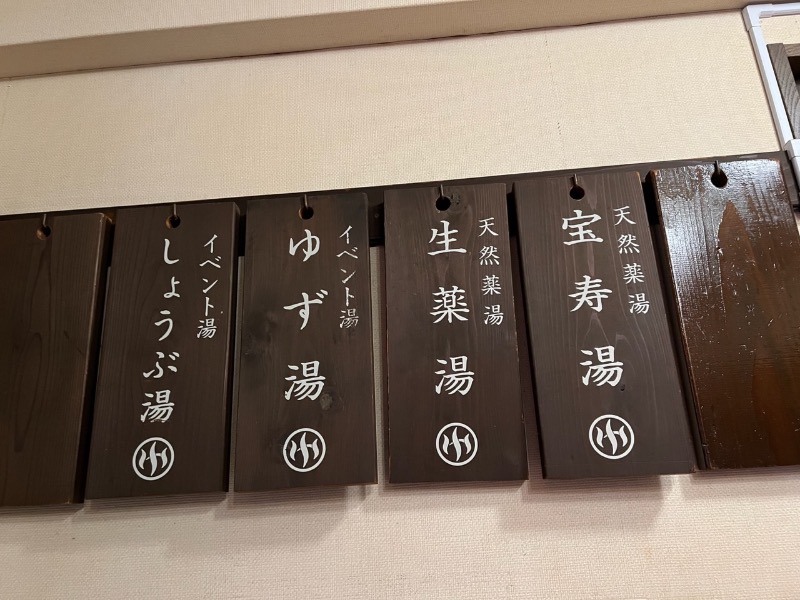 天然薬湯
宝寿湯
天然薬湯
生薬湯
イベント湯
ゆず湯
イベント湯
しょうぶ湯